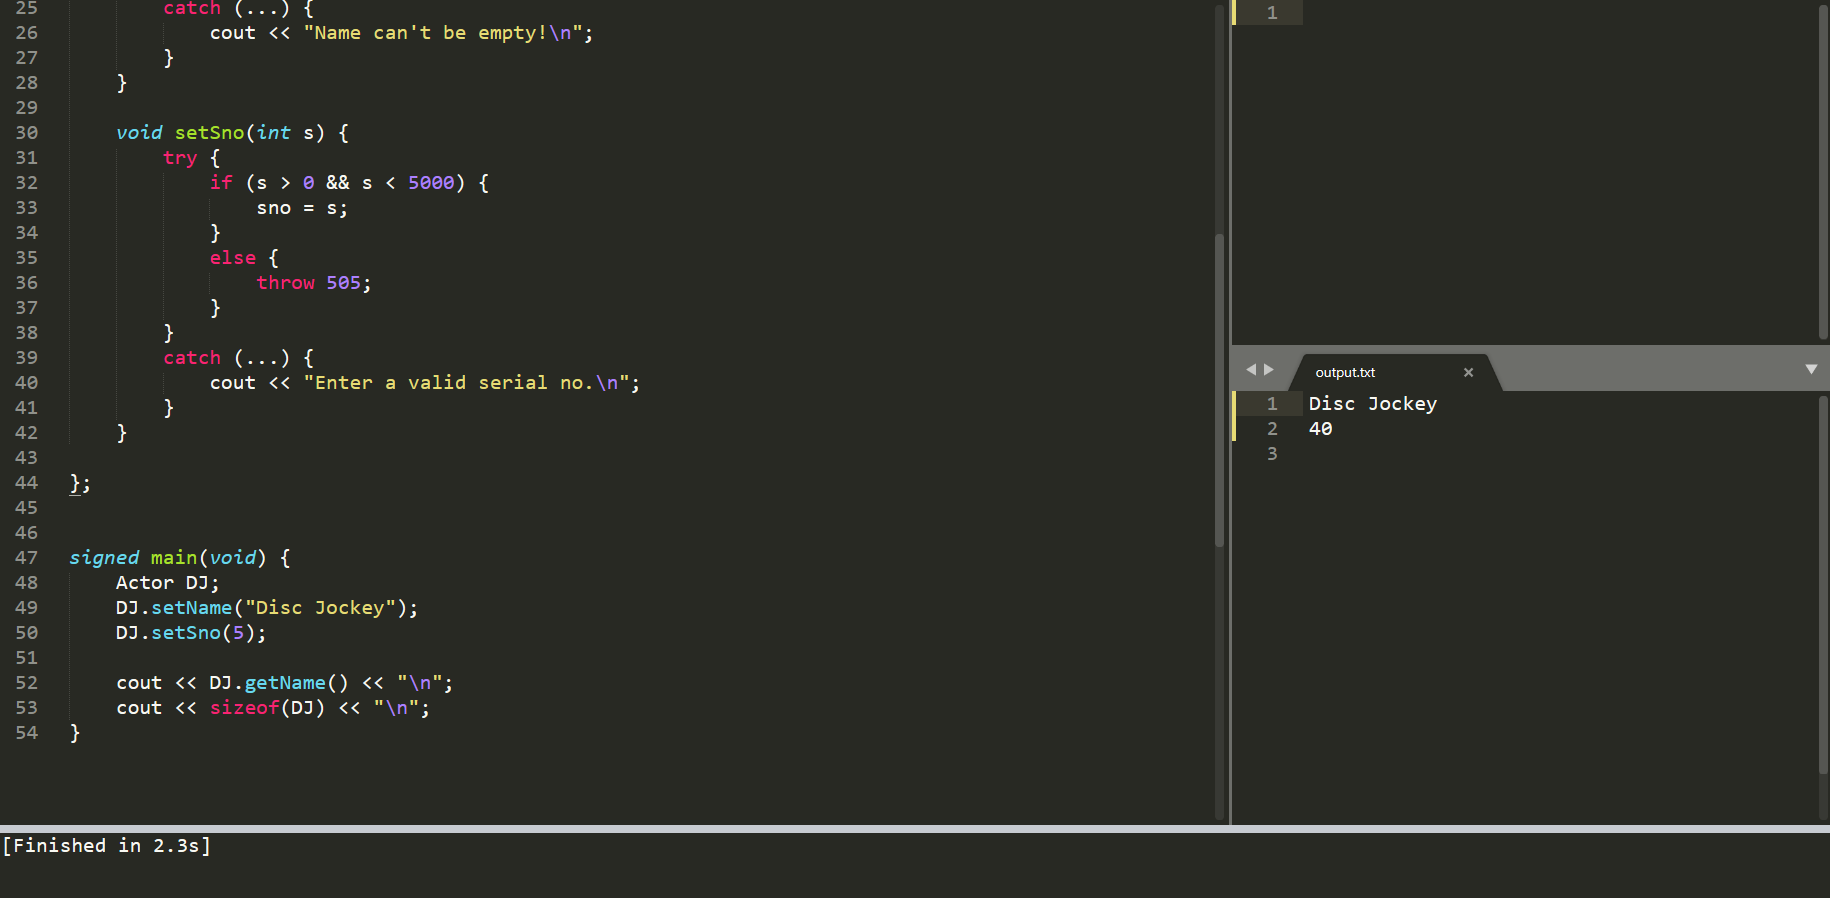 25 catch (...) {
26 cout << "Name can't be empty!\n";
27 }
28 }
29
30 void setSno(int s) {
31 try {
32 if (s > 0 && s < 5000) {
33 sno = s;
34 }
35 else {
36 throw 505;
37 }
38 }
39 catch (...) {
40 cout << "Enter a valid serial no.\n";
41 }
42 }
43
44 };
45
46
47 signed main(void) {
48 Actor DJ;
49 DJ.setName("Disc Jockey");
50 DJ.setSno(5);
51
52 cout << DJ.getName() << "\n";
53 cout << sizeof(DJ) << "\n";
54 }
1
output.txt ×
1 Disc Jockey
2 40
3
[Finished in 2.3s]